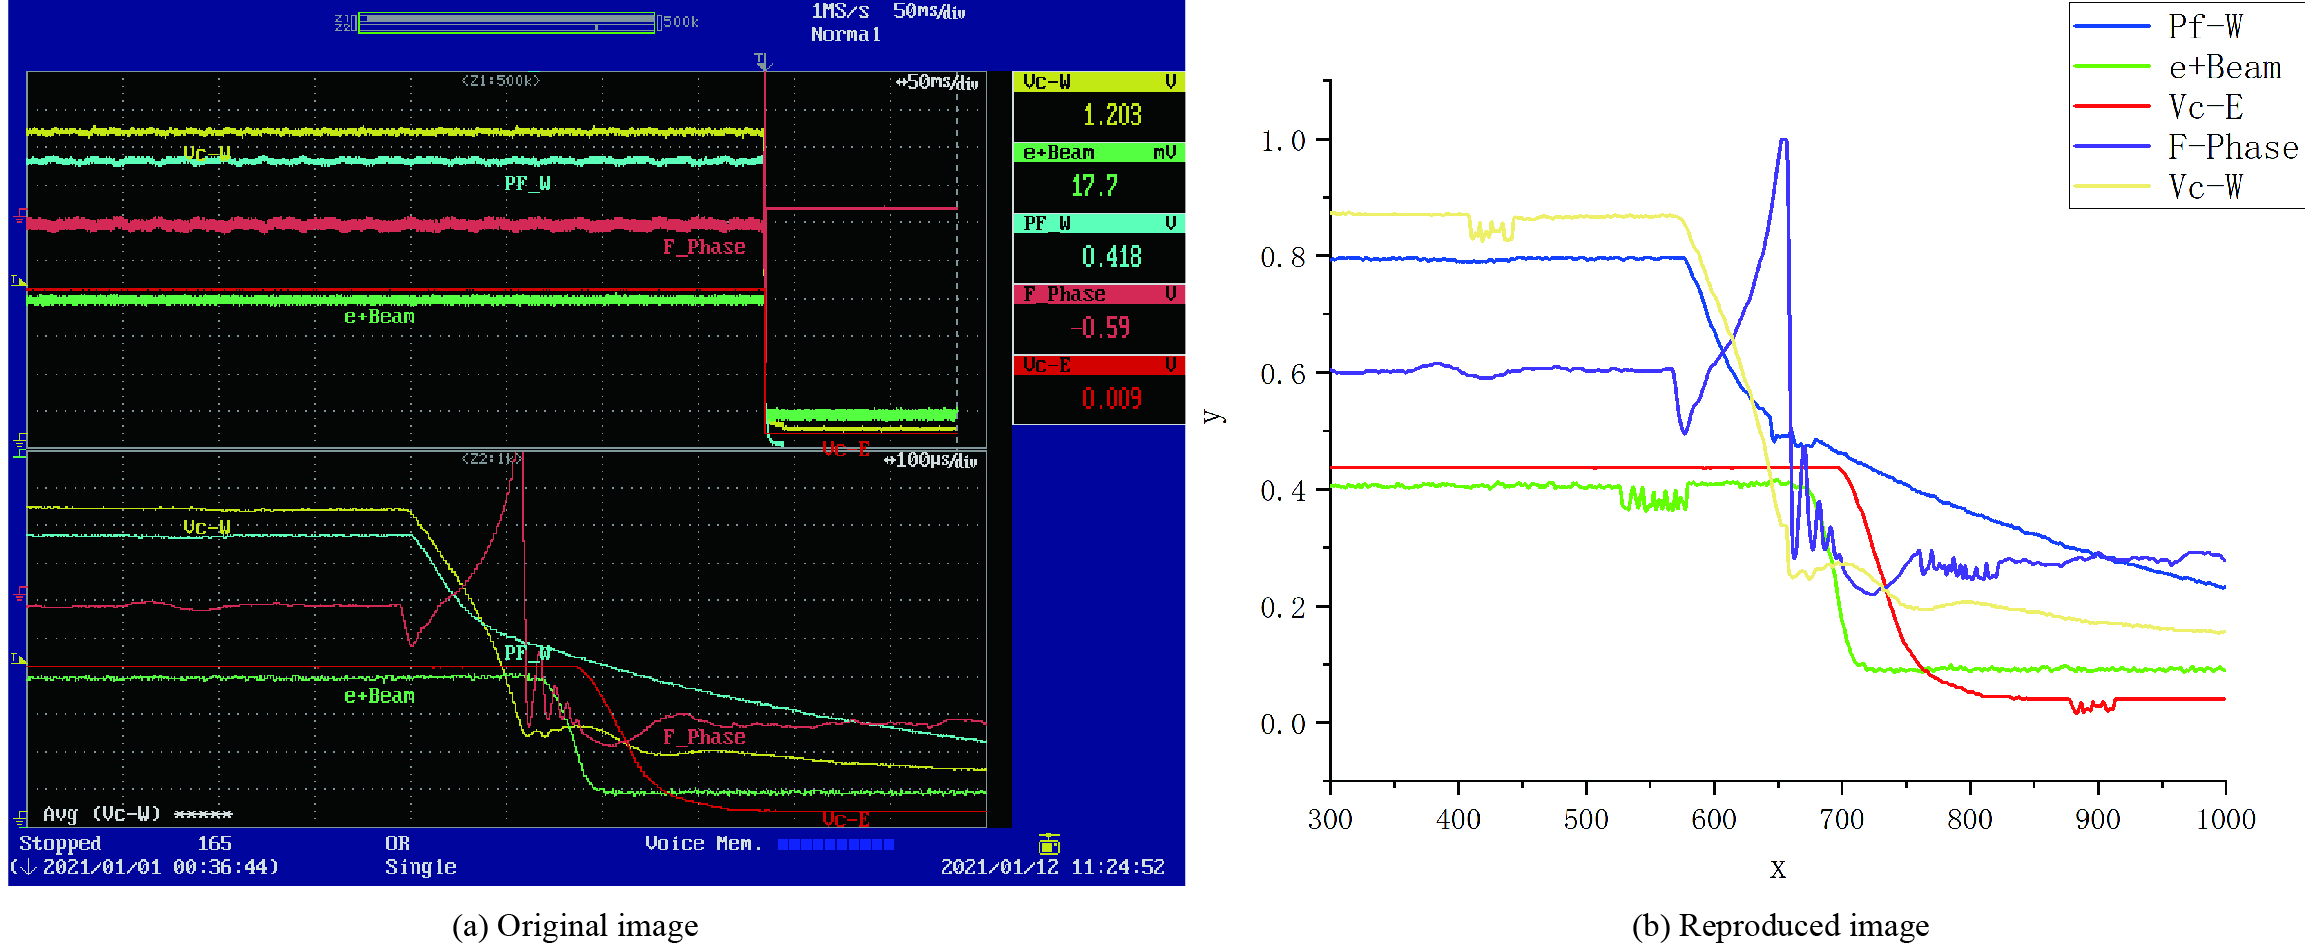 Z1
Z2
500k
1MS/s 50ms/div
Normal
T
<Z1:500k>
↔50ms/div
Vc-W
PF_W
F_Phase
T
e+Beam
Vc-E
Vc-W V
1.203
e+Beam mV
17.7
PF_W V
0.418
F_Phase V
-0.59
Vc-E V
0.009
<Z2:1k>
↔100µs/div
Vc-W
PF_W
T
e+Beam
F_Phase
Avg (Vc-W) *****
Vc-E
Stopped 165 OR Voice Mem.
(↓2021/01/01 00:36:44) Single 2021/01/12 11:24:52
(a) Original image
Pf-W
e+Beam
Vc-E
F-Phase
Vc-W
1.0
0.8
0.6
0.4
0.2
0.0
y
300 400 500 600 700 800 900 1000
x
(b) Reproduced image